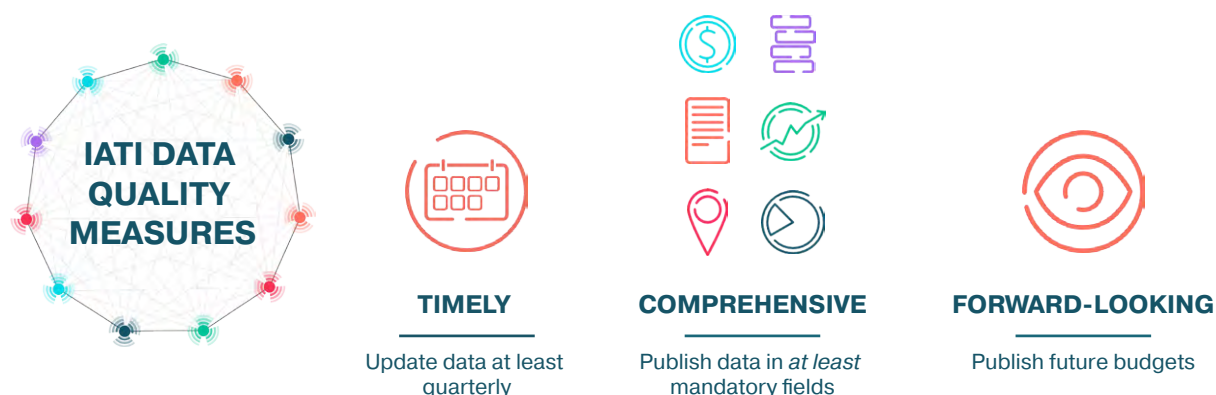 IATI DATA
QUALITY
MEASURES
TIMELY
Update data at least
quarterly
COMPREHENSIVE
Publish data in at least
mandatory fields
FORWARD-LOOKING
Publish future budgets